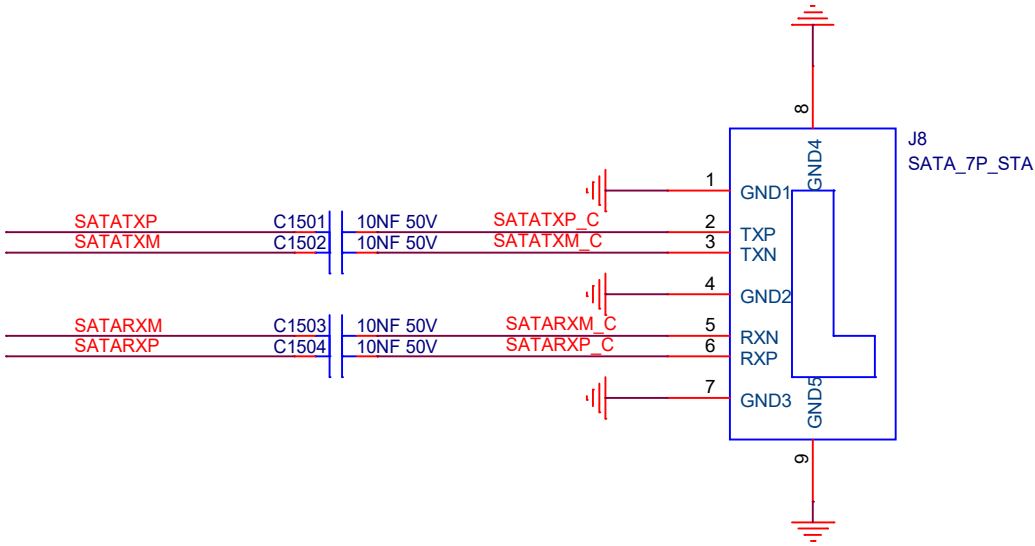 8
J8
SATA_7P_STA
GND4
1
GND1
SATATXP
C1501
10NF 50V
SATATXP_C
2
TXP
SATATXM
C1502
10NF 50V
SATATXM_C
3
TXN
4
GND2
SATARXM
C1503
10NF 50V
SATARXM_C
5
RXN
SATARXP
C1504
10NF 50V
SATARXP_C
6
RXP
7
GND3
GND5
9